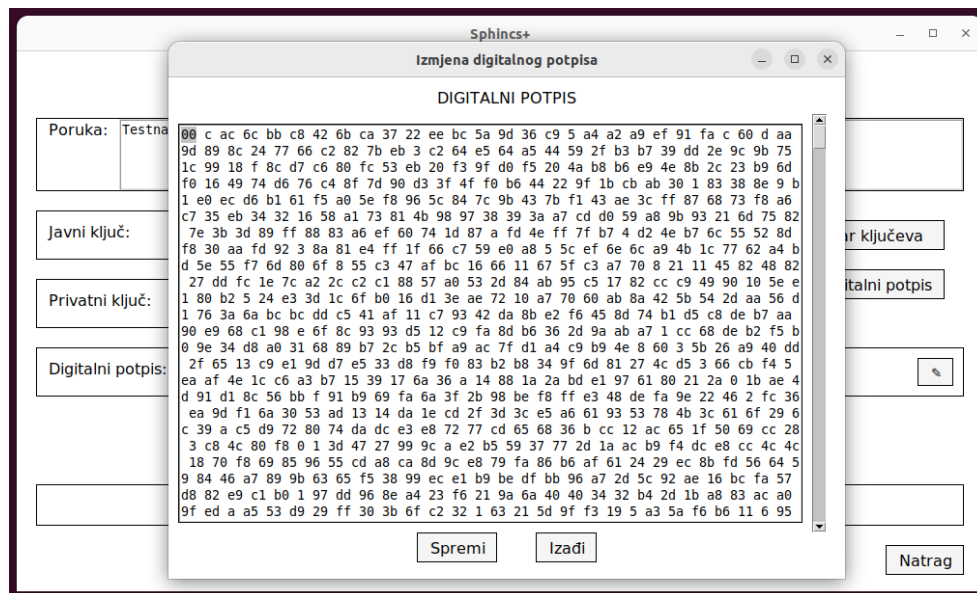 Sphincs+
Izmjena digitalnog potpisa
DIGITALNI POTPIS
Poruka: Testna
00 c ac 6c bb c8 42 6b ca 37 22 ee bc 5a 9d 36 c9 5 a4 a2 a9 ef 91 fa c 60 d aa
9d 89 8c 24 77 66 c2 82 7b eb 3 c2 64 e5 64 a5 44 59 2f b3 b7 39 dd 2e 9c 9b 75
1c 99 18 f 8c d7 c6 80 fc 53 eb 20 f3 9f d0 f5 20 4a b8 b6 e9 4e 8b 2c 23 b9 6d
f0 16 49 74 d6 76 c4 8f 7d 90 d3 3f 4f f0 b6 44 22 9f 1b cb ab 30 1 83 38 8e 9 b
1 e0 ec d6 b1 61 f5 a0 5e f8 96 5c 84 7c 9b 43 7b f1 43 ae 3c ff 87 68 73 f8 a6
c7 35 eb 34 32 16 58 a1 73 81 4b 98 97 38 39 3a a7 cd d0 59 a8 9b 93 21 6d 75 82
7e 3b 3d 89 ff 88 83 a6 ef 60 74 1d 87 a fd 4e ff 7f b7 4 d2 4e b7 6c 55 52 8d
f8 30 aa fd 92 3 8a 81 e4 ff 1f 66 c7 59 e0 a8 5 5c ef 6e 6c a9 4b 1c 77 62 a4 b
d 5e 55 f7 6d 80 6f 8 55 c3 47 af bc 16 66 11 67 5f c3 a7 70 8 21 11 45 82 48 82
27 dd fc 1e 7c a2 2c c2 c1 88 57 a0 53 2d 84 ab 95 c5 17 82 cc c9 49 90 10 5e e
1 80 b2 5 24 e3 3d 1c 6f b0 16 d1 3e ae 72 10 a7 70 60 ab 8a 42 5b 54 2d aa 56 d
1 76 3a 6a bc bc dd c5 41 af 11 c7 93 42 da 8b e2 f6 45 8d 74 b1 d5 c8 de b7 aa
90 e9 68 c1 98 e 6f 8c 93 93 d5 12 c9 fa 8d b6 36 2d 9a ab a7 1 cc 68 de b2 f5 b
0 9e 34 d8 a0 31 68 89 b7 2c b5 bf a9 ac 7f d1 a4 c9 b9 4e 8 60 3 5b 26 a9 40 dd
2f 65 13 c9 e1 9d d7 e5 33 d8 f9 f0 83 b2 b8 34 9f 6d 81 27 4c d5 3 66 cb f4 5
ea af 4e 1c c6 a3 b7 15 39 17 6a 36 a 14 88 1a 2a bd e1 97 61 80 21 2a 0 1b ae 4
d 91 d1 8c 56 bb f 91 b9 69 fa 6a 3f 2b 98 be f8 ff e3 48 de fa 9e 22 46 2 fc 36
ea 9d f1 6a 30 53 ad 13 14 da 1e cd 2f 3d 3c e5 a6 61 93 53 78 4b 3c 61 6f 29 6
c 39 a c5 d9 72 80 74 da dc e3 e8 72 77 cd 65 68 36 b cc 12 ac 65 1f 50 69 cc 28
3 c8 4c 80 f8 0 1 3d 47 27 99 9c a e2 b5 59 37 77 2d 1a ac b9 f4 dc e8 cc 4c 4c
18 70 f8 69 85 96 55 cd a8 ca 8d 9c e8 79 fa 86 b6 af 61 24 29 ec 8b fd 56 64 5
9 84 46 a7 89 9b 63 65 f5 38 99 ec e1 b9 be df bb 96 a7 2d 5c 92 ae 16 bc fa 57
d8 82 e9 c1 b0 1 97 dd 96 8e a4 23 f6 21 9a 6a 40 40 34 32 b4 2d 1b a8 83 ac a0
9f ed a a5 53 d9 29 ff 30 3b 6f c2 32 1 63 21 5d 9f f3 19 5 a3 5a f6 b6 11 6 95
Javni ključ:
ar ključeva
Privatni ključ:
italni potpis
Digitalni potpis:
Spremi
Izađi
Natrag